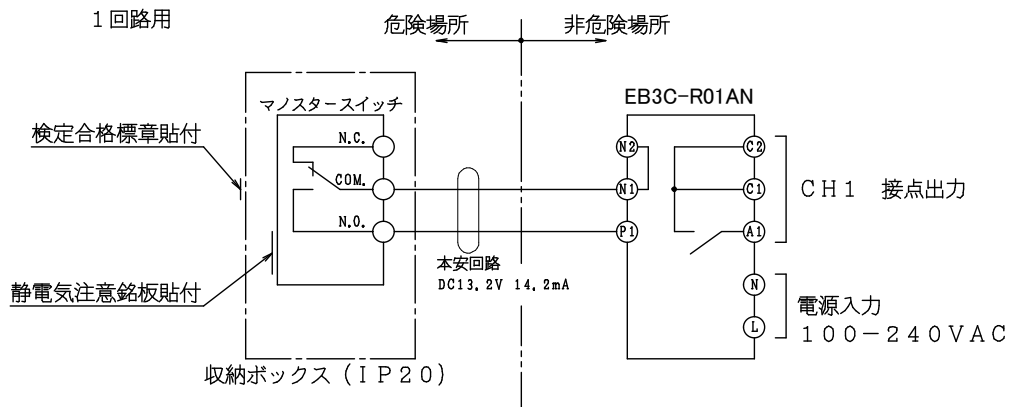 １回路用
危険場所
非危険場所
マノスタースイッチ
EB3C-R01AN
検定合格標章貼付
N.C.
COM.
N.O.
N2
N1
P1
C2
C1
A1
N
L
CH1 接点出力
本安回路
DC13.2V 14.2mA
静電気注意銘板貼付
電源入力
１００－２４０VAC
収納ボックス（ＩＰ２０）